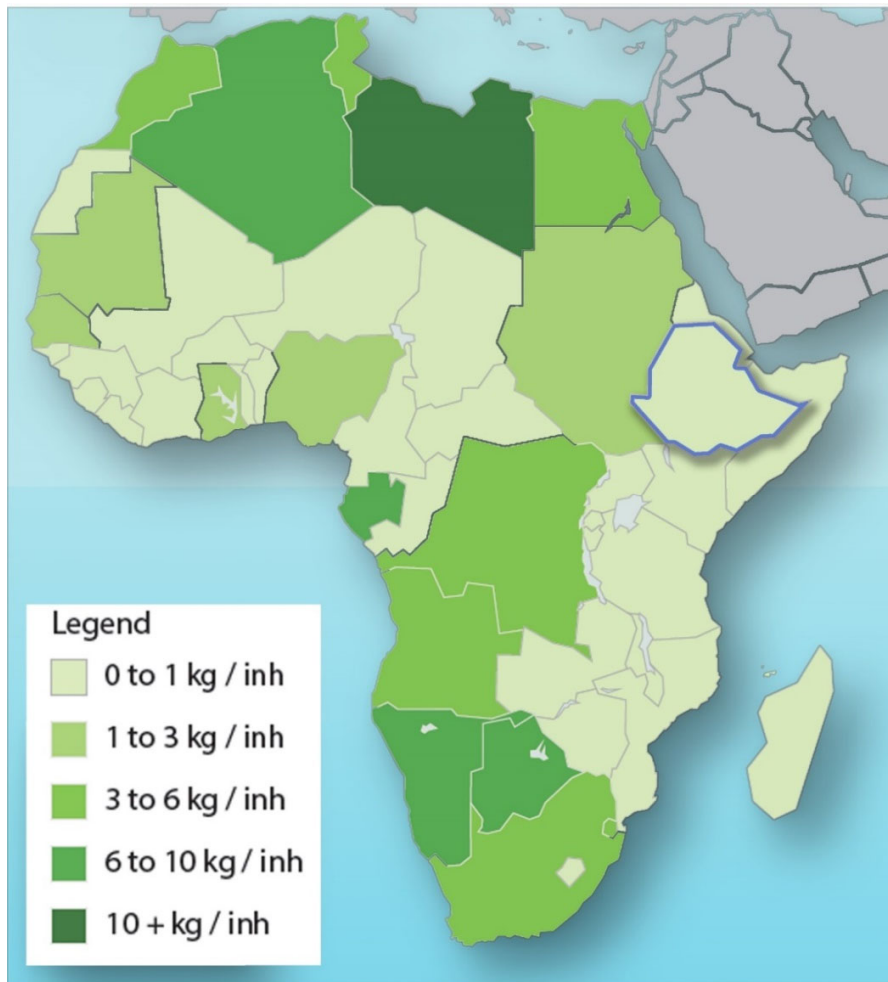 Legend
0 to 1 kg / inh
1 to 3 kg / inh
3 to 6 kg / inh
6 to 10 kg / inh
10 + kg / inh